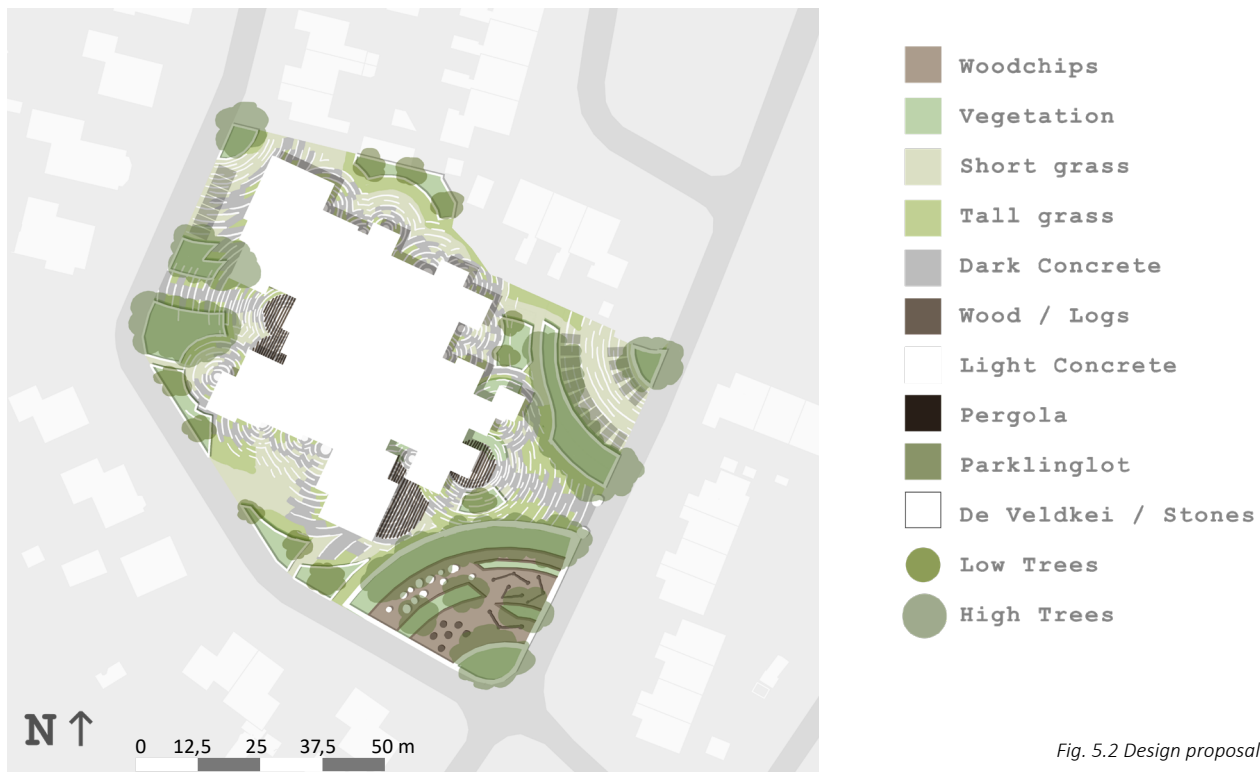 Woodchips
Vegetation
Short grass
Tall grass
Dark Concrete
Wood / Logs
Light Concrete
Pergola
Parklinglot
De Veldkei / Stones
Low Trees
High Trees
N ↑
0 12,5 25 37,5 50 m
Fig. 5.2 Design proposal